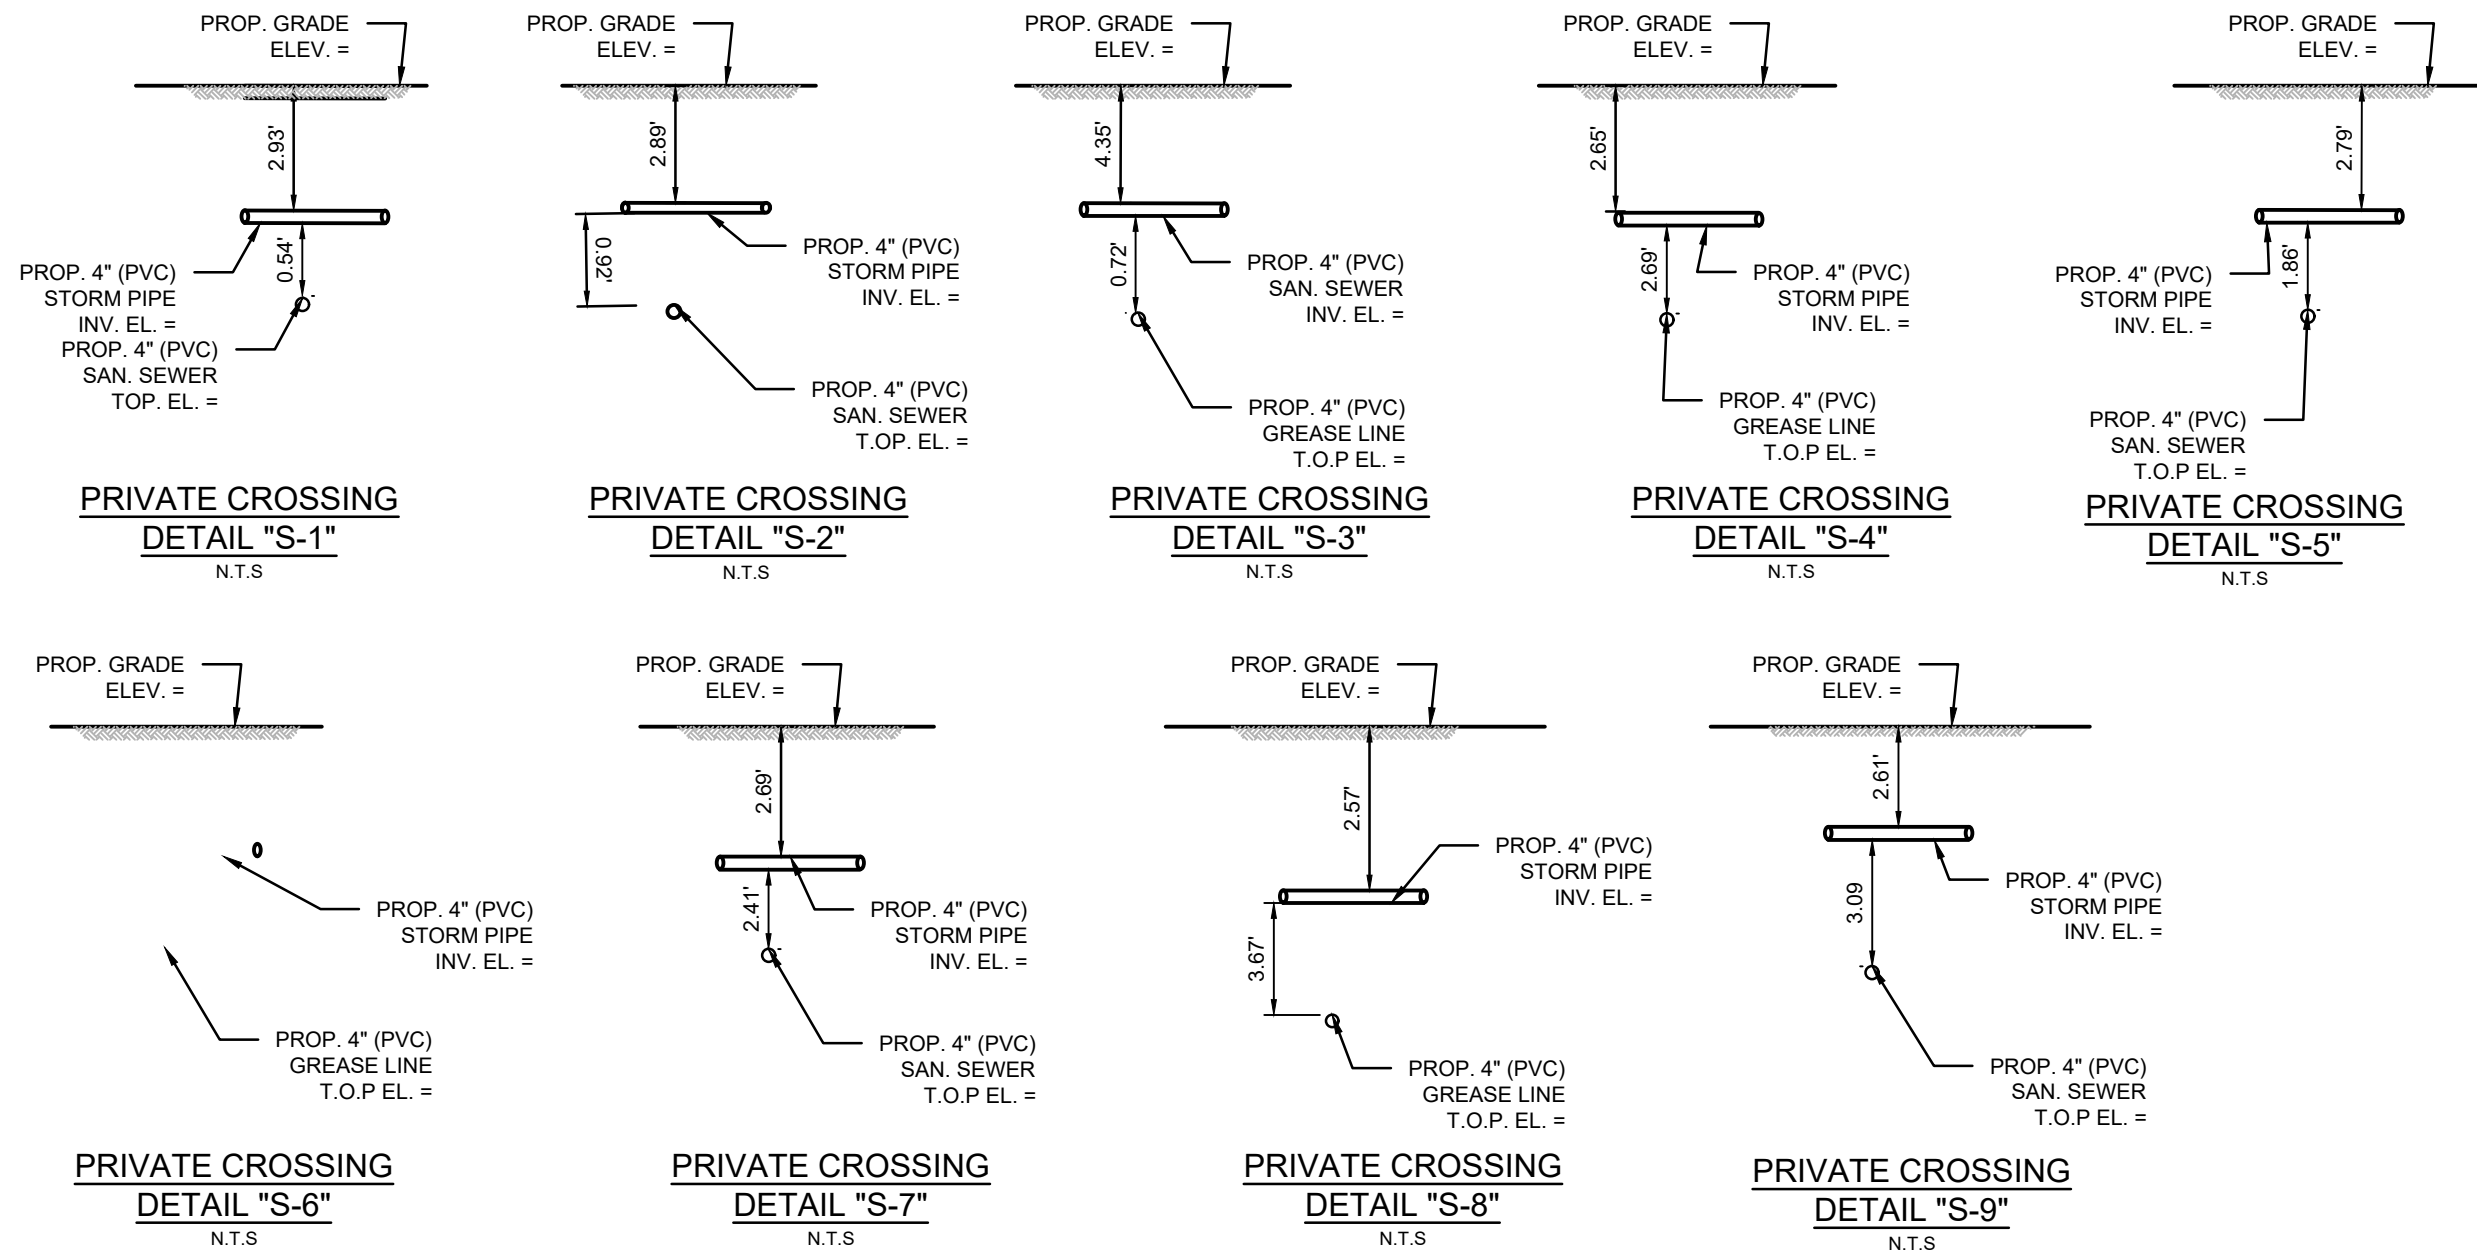 PROP. GRADE
ELEV. =
2.93'
0.54'
PROP. 4" (PVC)
STORM PIPE
INV. EL. =
PROP. 4" (PVC)
SAN. SEWER
TOP. EL. =
PRIVATE CROSSING
DETAIL "S-1"
N.T.S
PROP. GRADE
ELEV. =
2.89'
0.92'
PROP. 4" (PVC)
STORM PIPE
INV. EL. =
PROP. 4" (PVC)
SAN. SEWER
T.OP. EL. =
PRIVATE CROSSING
DETAIL "S-2"
N.T.S
PROP. GRADE
ELEV. =
4.35'
0.72'
PROP. 4" (PVC)
SAN. SEWER
INV. EL. =
PROP. 4" (PVC)
GREASE LINE
T.O.P EL. =
PRIVATE CROSSING
DETAIL "S-3"
N.T.S
PROP. GRADE
ELEV. =
2.65'
2.69'
PROP. 4" (PVC)
STORM PIPE
INV. EL. =
PROP. 4" (PVC)
GREASE LINE
T.O.P EL. =
PRIVATE CROSSING
DETAIL "S-4"
N.T.S
PROP. GRADE
ELEV. =
2.79'
1.86'
PROP. 4" (PVC)
STORM PIPE
INV. EL. =
PROP. 4" (PVC)
SAN. SEWER
T.O.P EL. =
PRIVATE CROSSING
DETAIL "S-5"
N.T.S
PROP. GRADE
ELEV. =
PROP. 4" (PVC)
STORM PIPE
INV. EL. =
PROP. 4" (PVC)
GREASE LINE
T.O.P EL. =
PRIVATE CROSSING
DETAIL "S-6"
N.T.S
PROP. GRADE
ELEV. =
2.69'
2.41'
PROP. 4" (PVC)
STORM PIPE
INV. EL. =
PROP. 4" (PVC)
SAN. SEWER
T.O.P EL. =
PRIVATE CROSSING
DETAIL "S-7"
N.T.S
PROP. GRADE
ELEV. =
2.57'
3.67'
PROP. 4" (PVC)
STORM PIPE
INV. EL. =
PROP. 4" (PVC)
GREASE LINE
T.O.P. EL. =
PRIVATE CROSSING
DETAIL "S-8"
N.T.S
PROP. GRADE
ELEV. =
2.61'
3.09
PROP. 4" (PVC)
STORM PIPE
INV. EL. =
PROP. 4" (PVC)
SAN. SEWER
T.O.P EL. =
PRIVATE CROSSING
DETAIL "S-9"
N.T.S